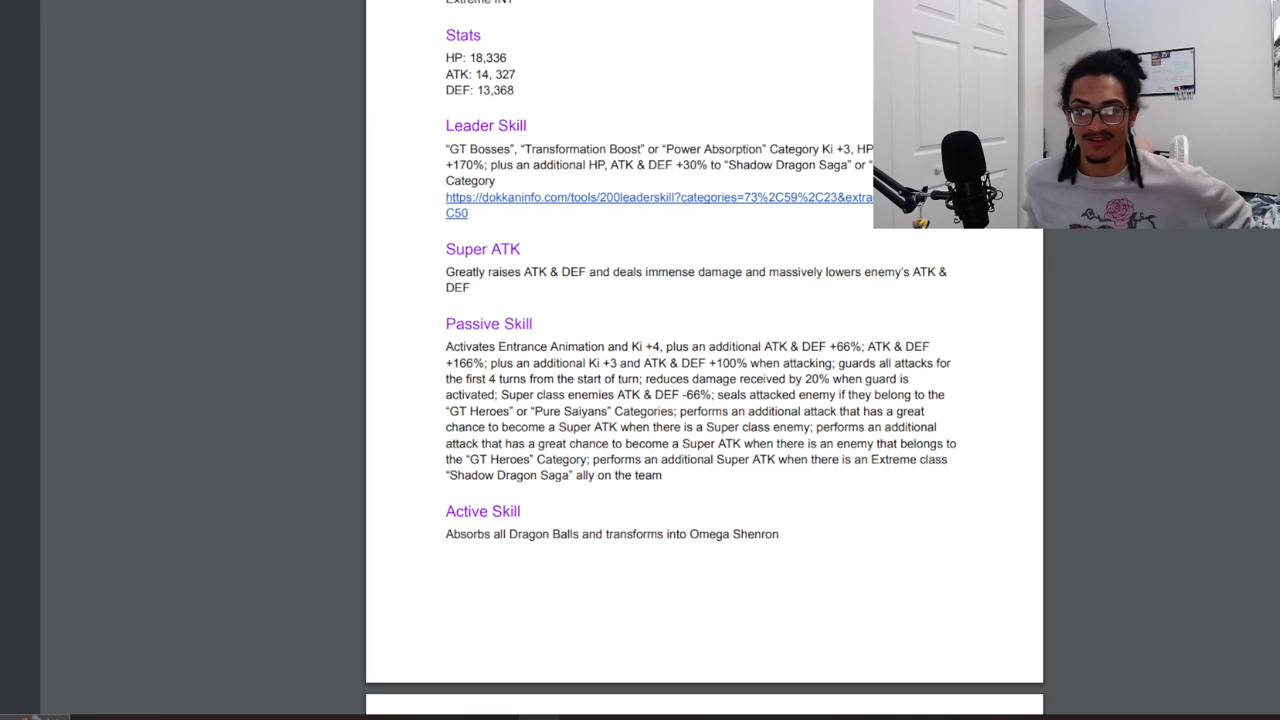 Extreme INT
Stats
HP: 18,336
ATK: 14, 327
DEF: 13,368
Leader Skill
“GT Bosses”, “Transformation Boost” or “Power Absorption” Category Ki +3, HP
+170%; plus an additional HP, ATK & DEF +30% to “Shadow Dragon Saga” or “
Category
https://dokkaninfo.com/tools/200leaderskill?categories=73%2C59%2C23&extra
C50
Super ATK
Greatly raises ATK & DEF and deals immense damage and massively lowers enemy’s ATK &
DEF
Passive Skill
Activates Entrance Animation and Ki +4, plus an additional ATK & DEF +66%; ATK & DEF
+166%; plus an additional Ki +3 and ATK & DEF +100% when attacking; guards all attacks for
the first 4 turns from the start of turn; reduces damage received by 20% when guard is
activated; Super class enemies ATK & DEF -66%; seals attacked enemy if they belong to the
“GT Heroes” or “Pure Saiyans” Categories; performs an additional attack that has a great
chance to become a Super ATK when there is a Super class enemy; performs an additional
attack that has a great chance to become a Super ATK when there is an enemy that belongs to
the “GT Heroes” Category; performs an additional Super ATK when there is an Extreme class
“Shadow Dragon Saga” ally on the team
Active Skill
Absorbs all Dragon Balls and transforms into Omega Shenron